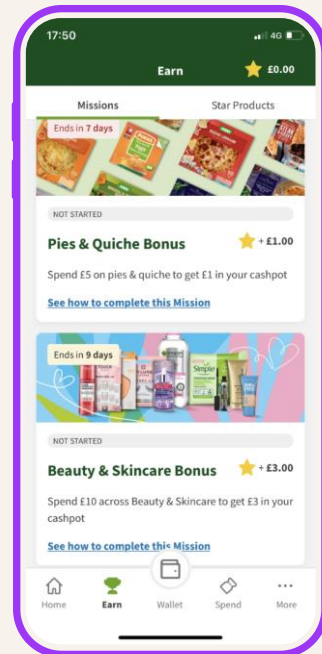 17:50
4G
Earn
£0.00
Missions
Star Products
Ends in 7 days
NOT STARTED
Pies & Quiche Bonus
+ £1.00
Spend £5 on pies & quiche to get £1 in your cashpot
See how to complete this Mission
Ends in 9 days
Simple
NOT STARTED
Beauty & Skincare Bonus
+ £3.00
Spend £10 across Beauty & Skincare to get £3 in your
cashpot
See how to complete this Mission
Home
Earn
Wallet
Spend
More